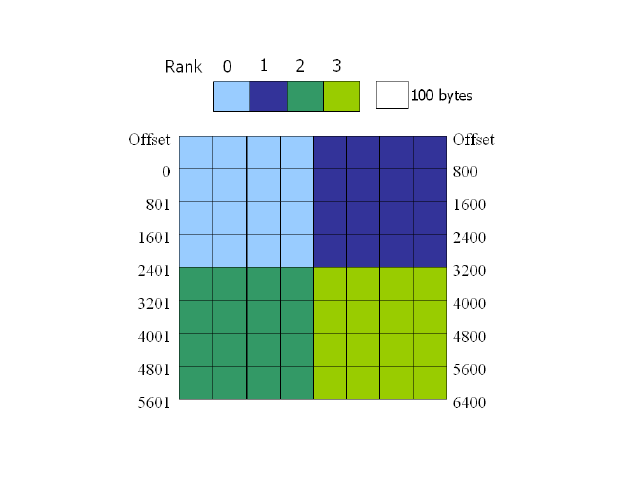 Rank 0 1 2 3
100 bytes
Offset Offset
0 800
801 1600
1601 2400
2401 3200
3201 4000
4001 4800
4801 5600
5601 6400